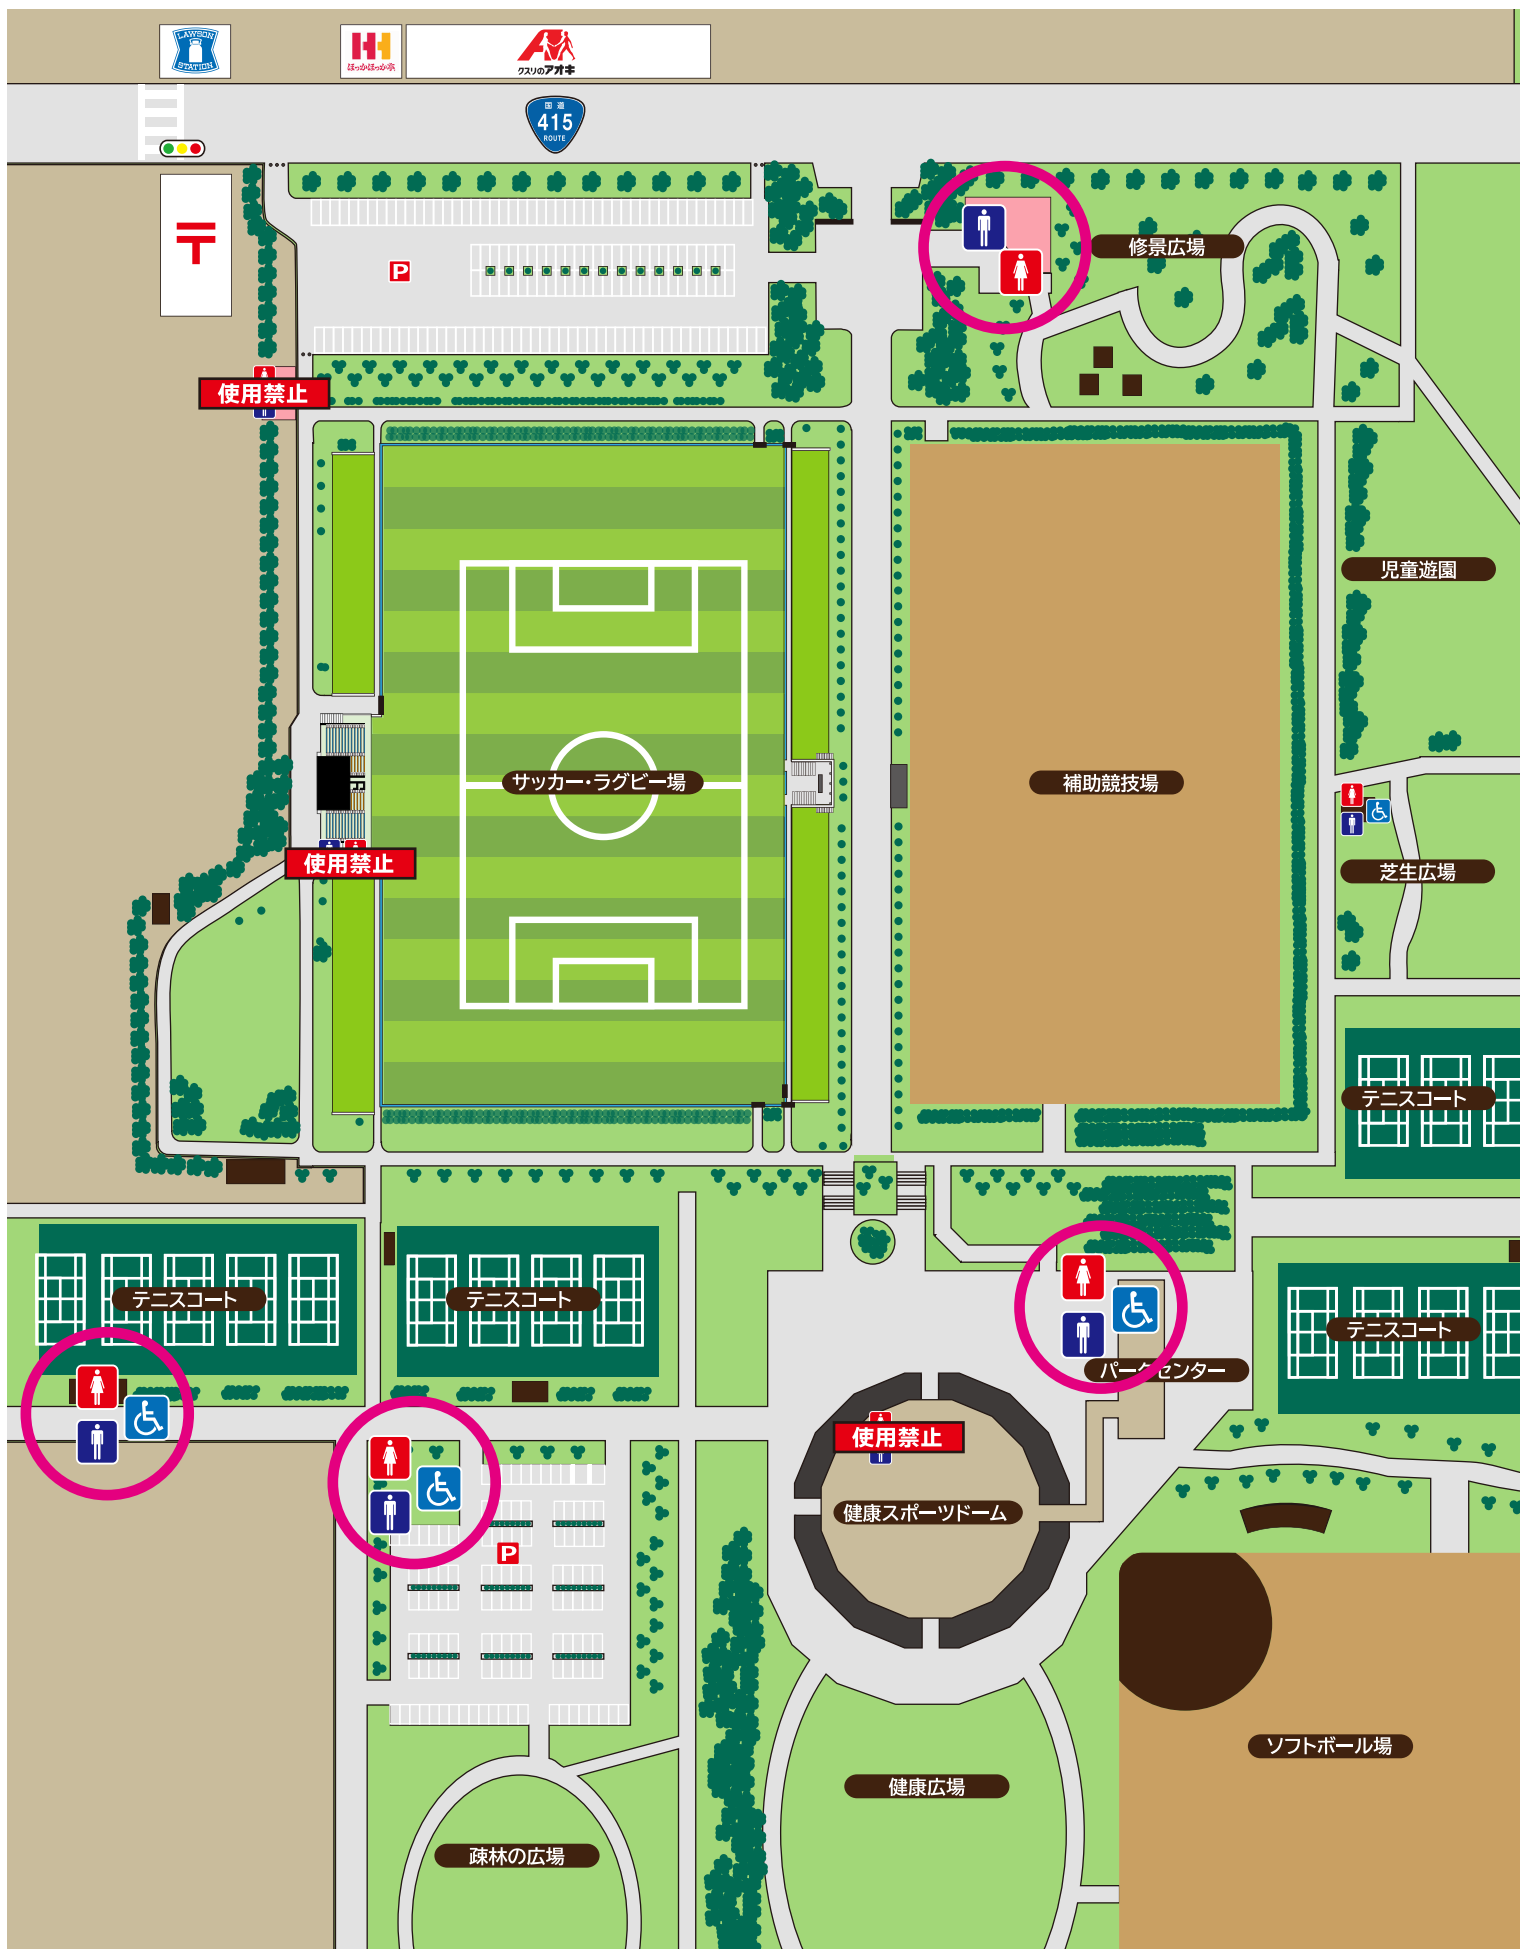 LAWSON
STATION
ほっかほっか亭
クスリのアオキ
国道
415
ROUTE
P
修景広場
使用禁止
児童遊園
サッカー・ラグビー場
補助競技場
使用禁止
芝生広場
テニスコート
テニスコート
テニスコート
テニスコート
パークセンター
使用禁止
健康スポーツドーム
P
ソフトボール場
健康広場
疎林の広場